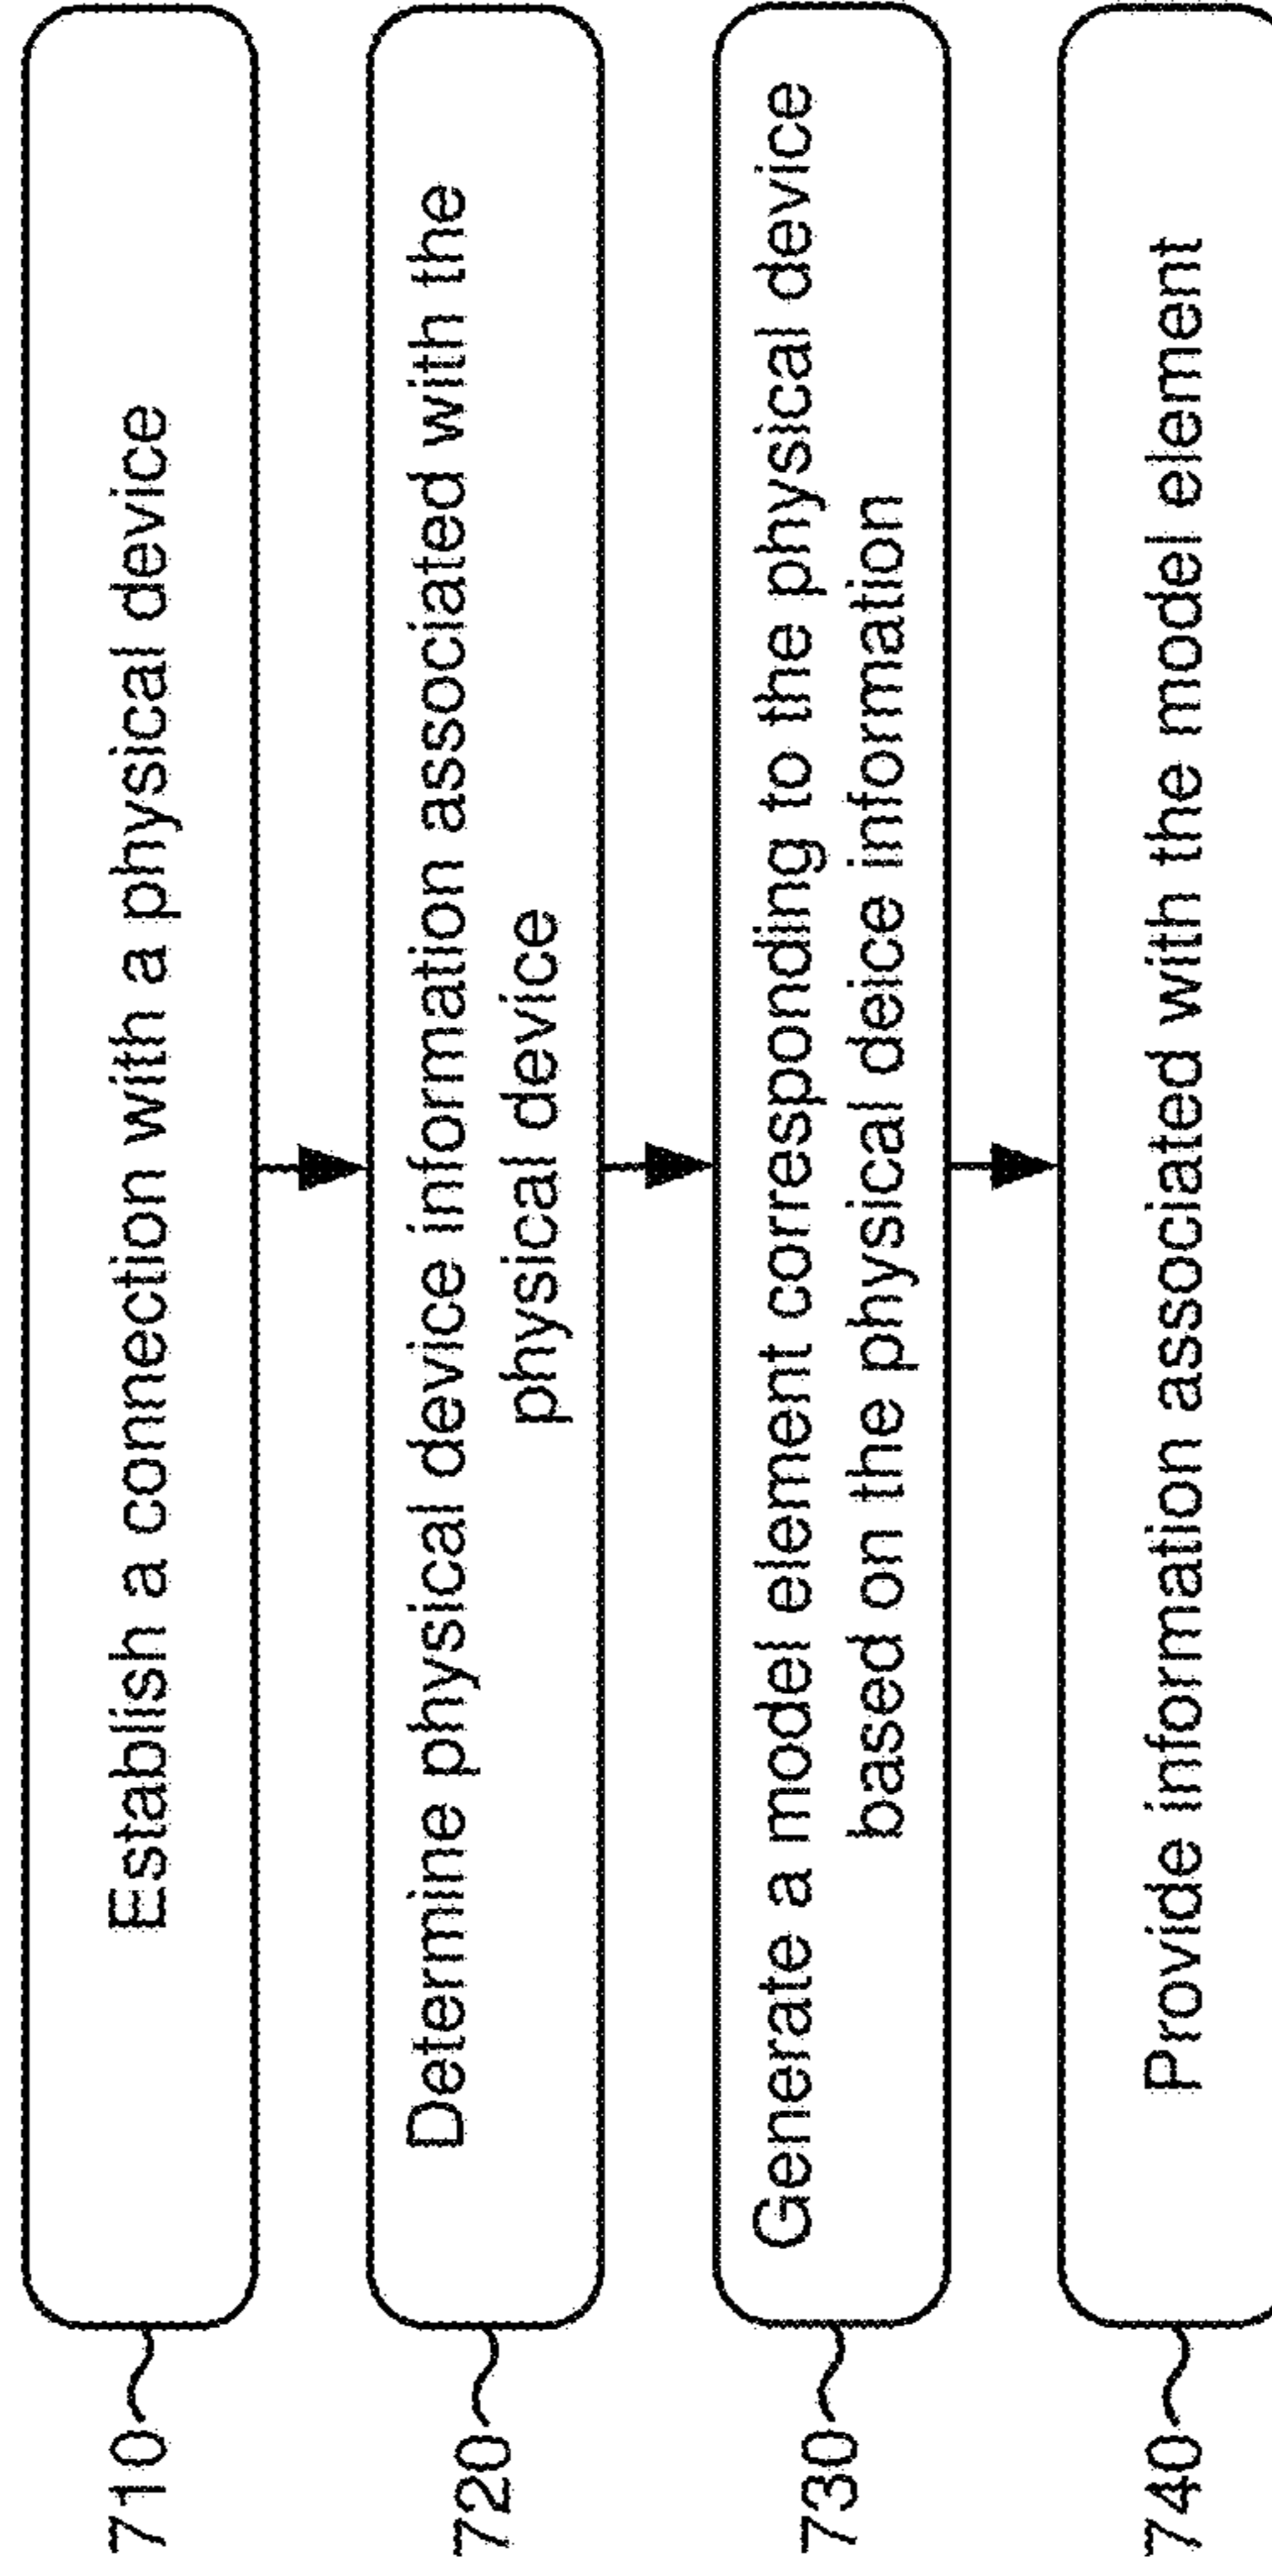 710
Establish a connection with a physical device
720
Determine physical device information associated with the
physical device
730
Generate a model element corresponding to the physical device
based on the physical deice information
740
Provide information associated with the model element